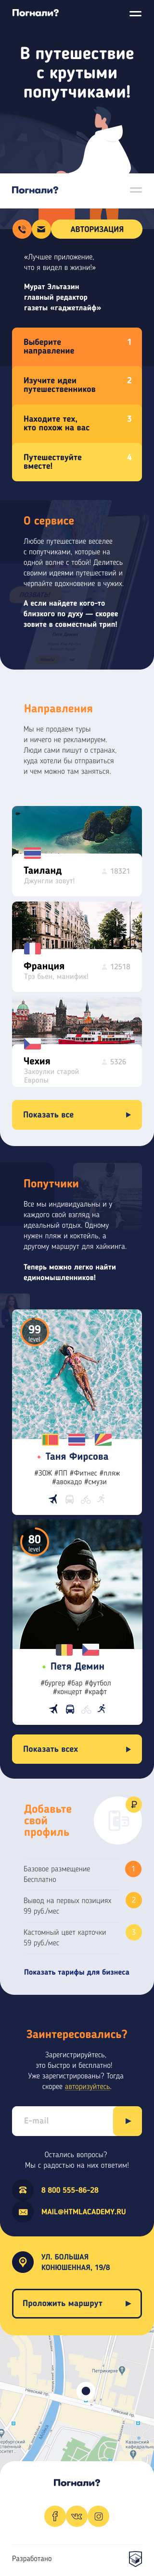 Погнали?
В путешествие
с крутыми
попутчиками!
Погнали?
АВТОРИЗАЦИЯ
«Лучшее приложение,
что я видел в жизни!»
Мурат Эльтазин
главный редактор
газеты «гаджетлайф»
Выберите
направление
1
Изучите идеи
путешественников
2
Находите тех,
кто похож на вас
3
Путешествуйте
вместе!
4
О сервисе
Любое путешествие веселее
с попутчиками, которые на
одной волне с тобой! Делитесь
своими идеями путешествий и
черпайте вдохновение в чужих.
А если найдете кого-то
близкого по духу — скорее
зовите в совместный трип!
Направления
Мы не продаем туры
и ничего не рекламируем.
Люди сами пишут о странах,
куда хотели бы отправиться
и чем можно там заняться.
Таиланд
18321
Джунгли зовут!
Франция
12518
Трэ бьен, манифик!
Чехия
5326
Закоулки старой
Европы
Показать все
Попутчики
Все мы индивидуальны и у
каждого свой взгляд на
идеальный отдых. Одному
нужен пляж и коктейль, а
другому маршрут для хайкинга.
Теперь можно легко найти
единомышленников!
99
level
Таня Фирсова
#ЗОЖ #ПП #Фитнес #пляж
#авокадо #смузи
80
level
Петя Демин
#бургер #бар #футбол
#концерт #крафт
Показать всех
Добавьте
свой
профиль
₽
Базовое размещение
Бесплатно
1
Вывод на первых позициях
99 руб./мес
2
Кастомный цвет карточки
59 руб./мес
3
Показать тарифы для бизнеса
Заинтересовались?
Зарегистрируйтесь,
это быстро и бесплатно!
Уже зарегистрированы? Тогда
скорее авторизуйтесь.
E-mail
Остались вопросы?
Мы с радостью на них ответим!
8 800 555-86-28
MAIL@HTMLACADEMY.RU
УЛ. БОЛЬШАЯ
КОНЮШЕННАЯ, 19/8
Проложить маршрут
Погнали?
Разработано